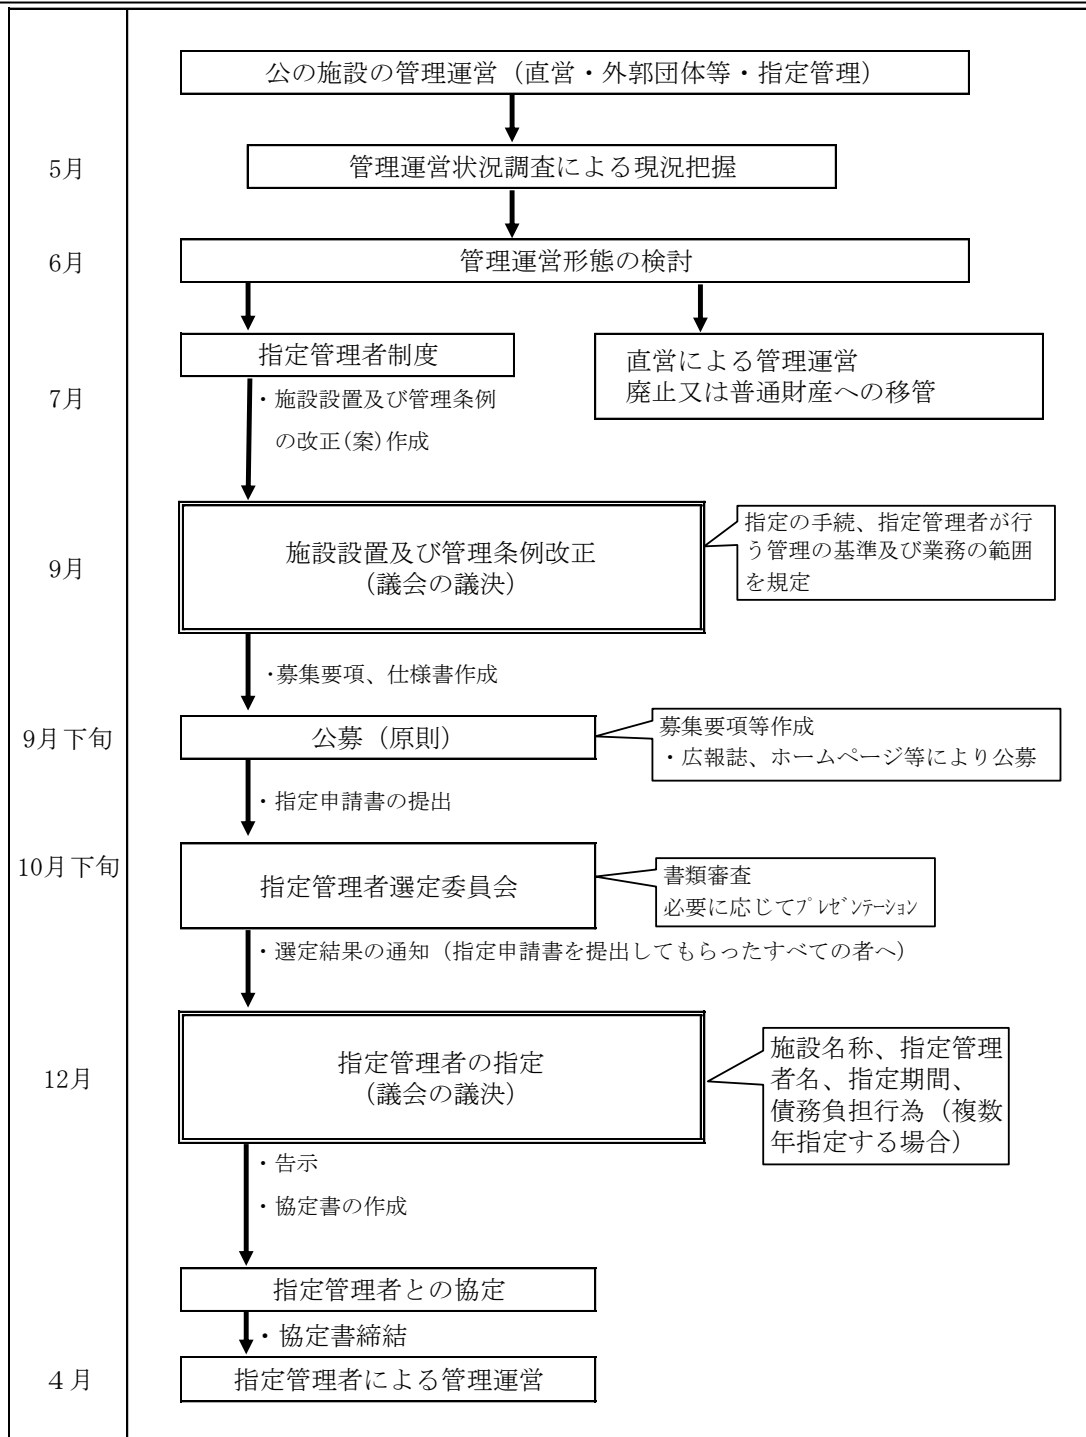 公の施設の管理運営（直営・外郭団体等・指定管理）
5月
管理運営状況調査による現況把握
6月
管理運営形態の検討
指定管理者制度
直営による管理運営
廃止又は普通財産への移管
7月
・施設設置及び管理条例
の改正(案)作成
9月
施設設置及び管理条例改正
(議会の議決)
指定の手続、指定管理者が行
う管理の基準及び業務の範囲
を規定
・募集要項、仕様書作成
9月下旬
公募（原則）
募集要項等作成
・広報誌、ホームページ等により公募
・指定申請書の提出
10月下旬
指定管理者選定委員会
書類審査
必要に応じてﾌﾟﾚｾﾞﾝﾃｰｼｮﾝ
・選定結果の通知（指定申請書を提出してもらったすべての者へ）
12月
指定管理者の指定
(議会の議決)
施設名称、指定管理
者名、指定期間、
債務負担行為（複数
年指定する場合）
・告示
・協定書の作成
指定管理者との協定
・協定書締結
４月
指定管理者による管理運営